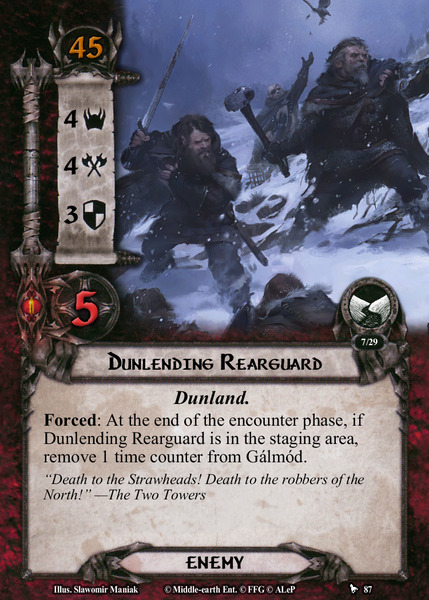 45
4
4
3
5
7/29
Dunlending Rearguard
Dunland.
Forced: At the end of the encounter phase, if
Dunlending Rearguard is in the staging area,
remove 1 time counter from Gálmód.
“Death to the Strawheads! Death to the robbers of the
North!” —The Two Towers
ENEMY
Illus. Slawomir Maniak © Middle-earth Ent. © FFG © ALeP 87